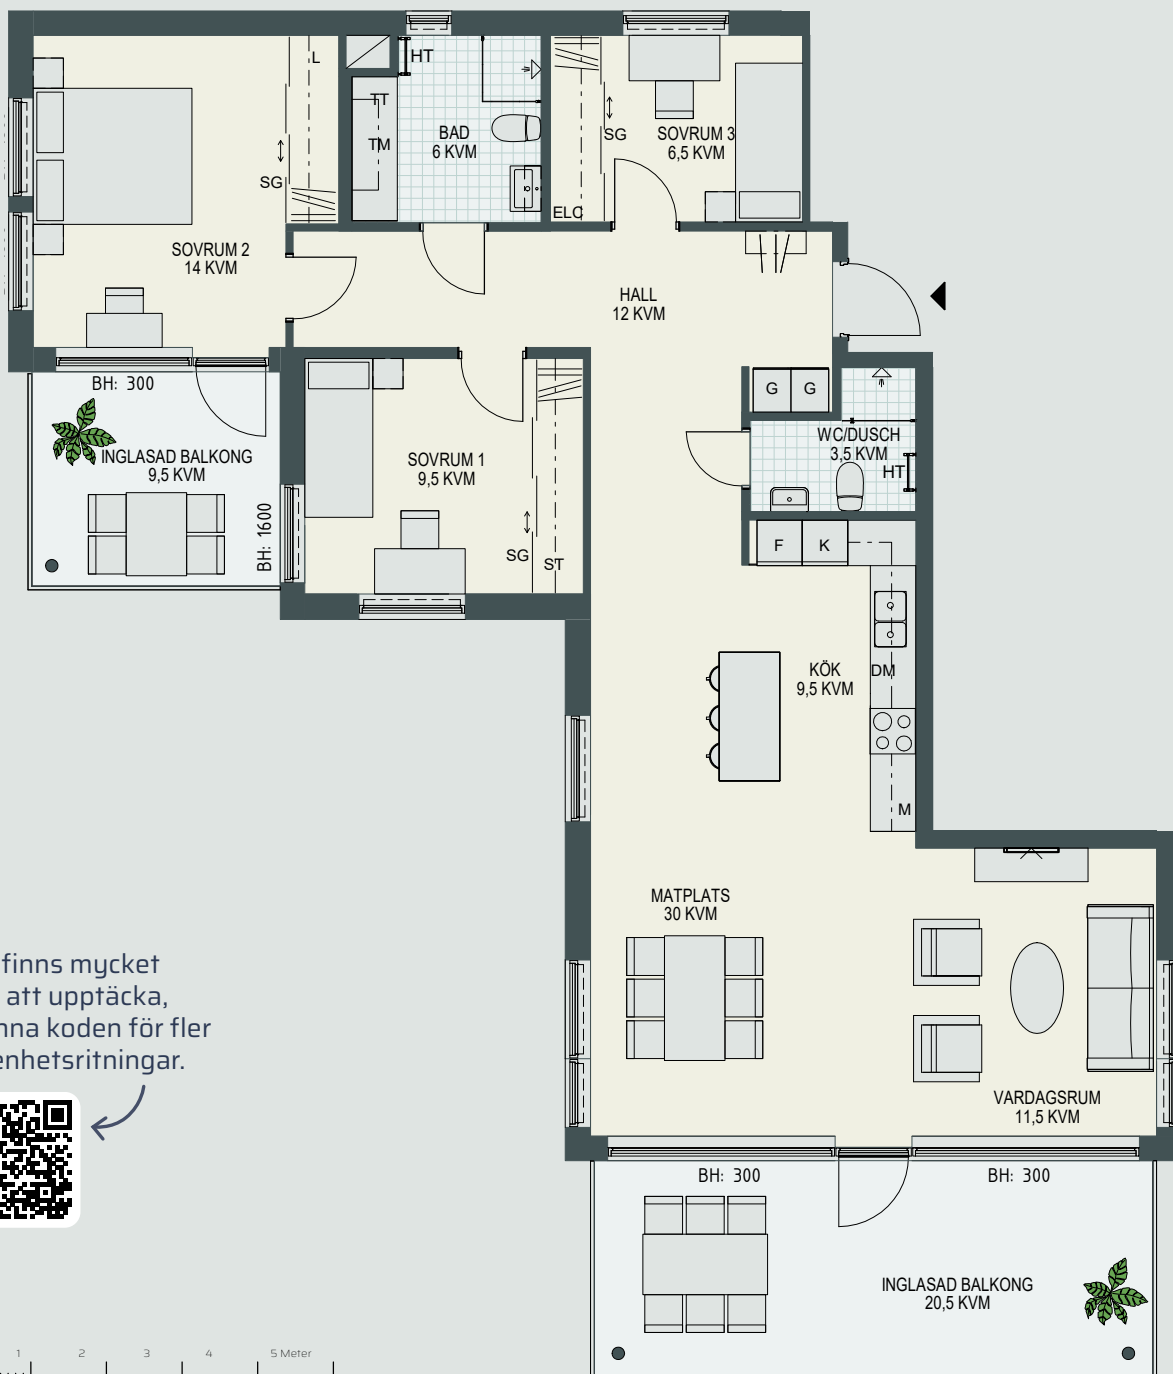 L
HT
TT
TM
BAD
6 KVM
SG
SOVRUM 3
6,5 KVM
SG
ELC
SOVRUM 2
14 KVM
HALL
12 KVM
BH: 300
G G
INGLASAD BALKONG
9,5 KVM
BH: 1600
SOVRUM 1
9,5 KVM
SG
ST
WC/DUSCH
3,5 KVM
HT
F K
KÖK
9,5 KVM
DM
M
MATPLATS
30 KVM
VARDAGSRUM
11,5 KVM
finns mycket
att upptäcka,
koden för fler
BH: 300
BH: 300
INGLASAD BALKONG
20,5 KVM
1 2 3 4 5 Meter